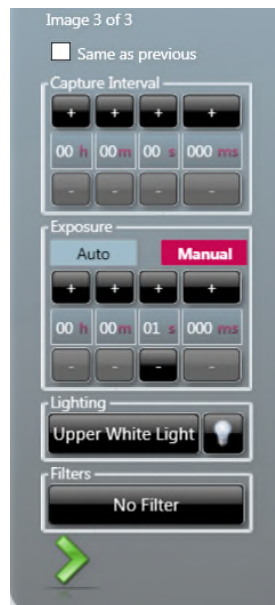 Image 3 of 3
Same as previous
Capture Interval
+ + + +
00 h 00 m 00 s 000 ms
- - - -
Exposure
Auto Manual
+ + + +
00 h 00 m 01 s 000 ms
- - - -
Lighting
Upper White Light
Filters
No Filter